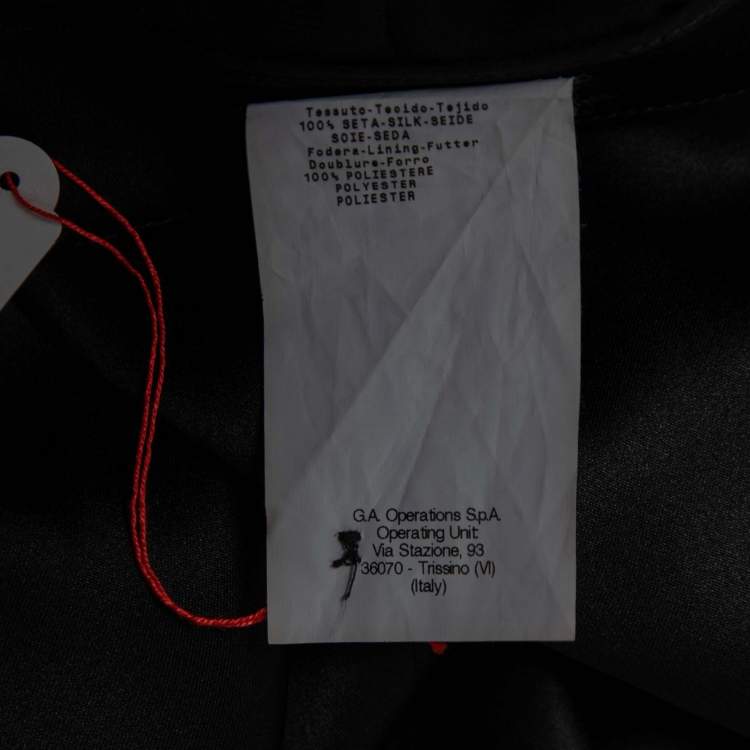 Tessuto-Tecido-Tejido
100% SETA-SILK-SEIDE
SOIE-SEDA
Fodera-Lining-Futter
Doublure-Forro
100% POLIESTERE
POLYESTER
POLIESTER
G.A. Operations S.p.A.
Operating Unit:
Via Stazione, 93
36070 - Trissino (VI)
(Italy)